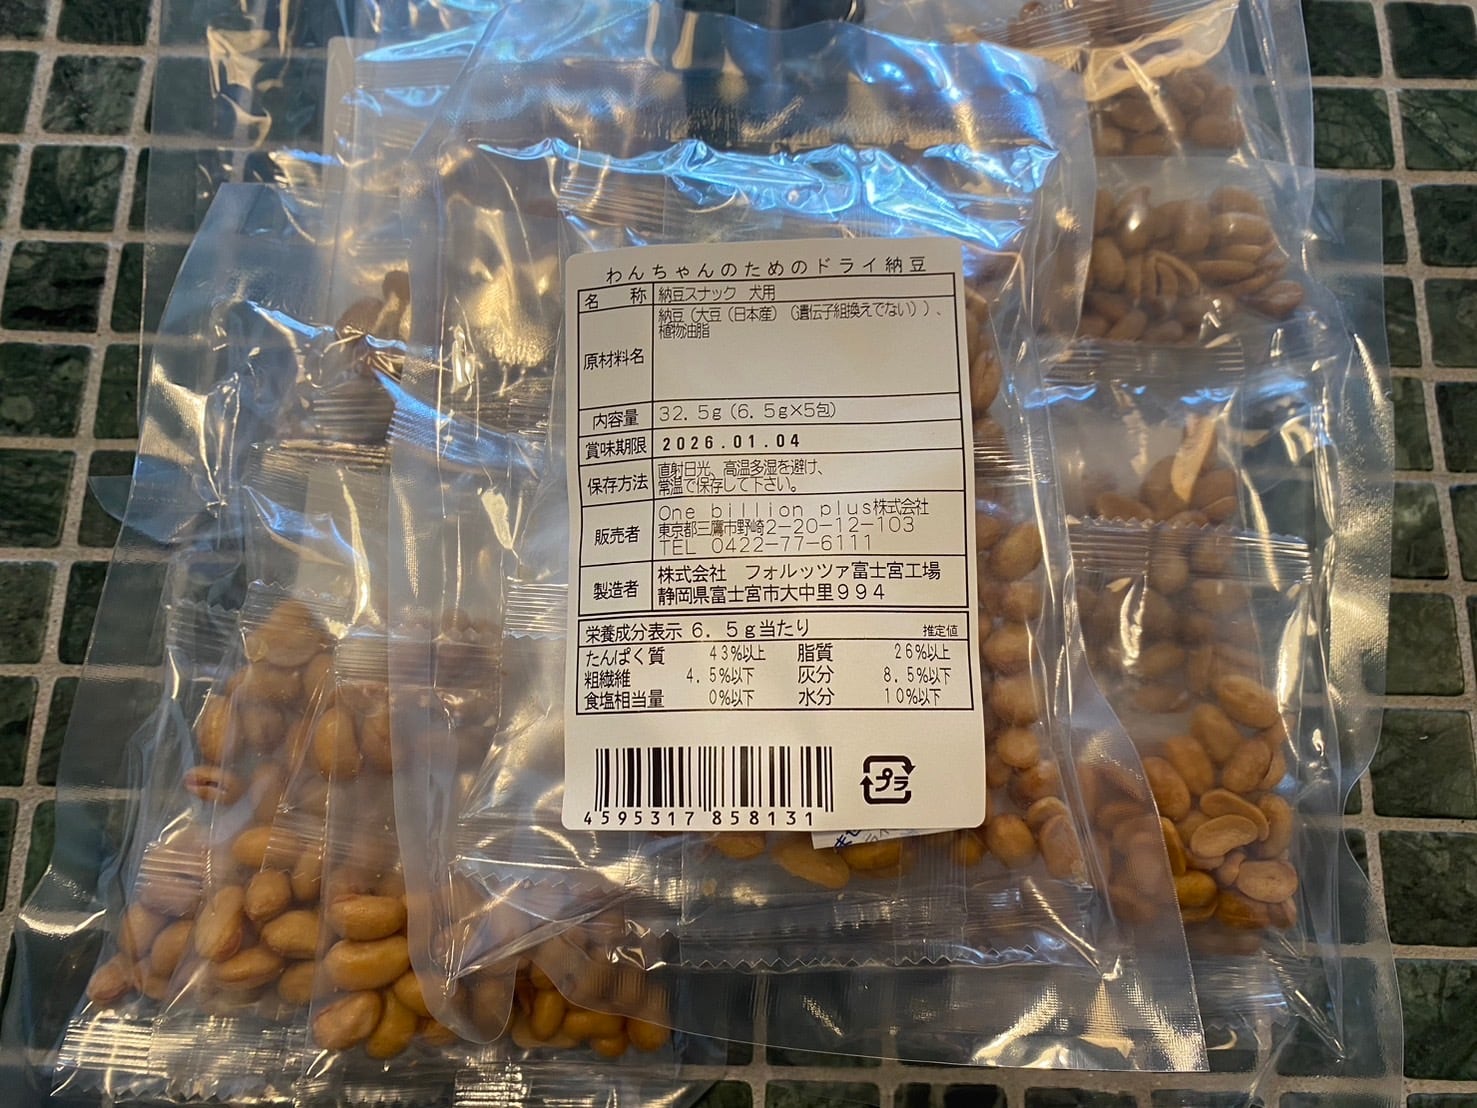 わんちゃんのためのドライ納豆
名 称 納豆スナック 犬用
原材料名 納豆（大豆（日本産）（遺伝子組換えでない））、
植物油脂
内容量 32.5g（6.5g×5包）
賞味期限 2026.01.04
保存方法 直射日光、高温多湿を避け、
常温で保存して下さい。
販売者 One billion plus株式会社
東京都三鷹市野崎2-20-12-103
TEL 0422-77-6111
製造者 株式会社 フォルッツァ富士宮工場
静岡県富士宮市大中里994
栄養成分表示 6.5g当たり 推定値
たんぱく質 43%以上 脂質 26%以上
粗繊維 4.5%以下 灰分 8.5%以下
食塩相当量 0%以下 水分 10%以下
プラ
4595317 858131